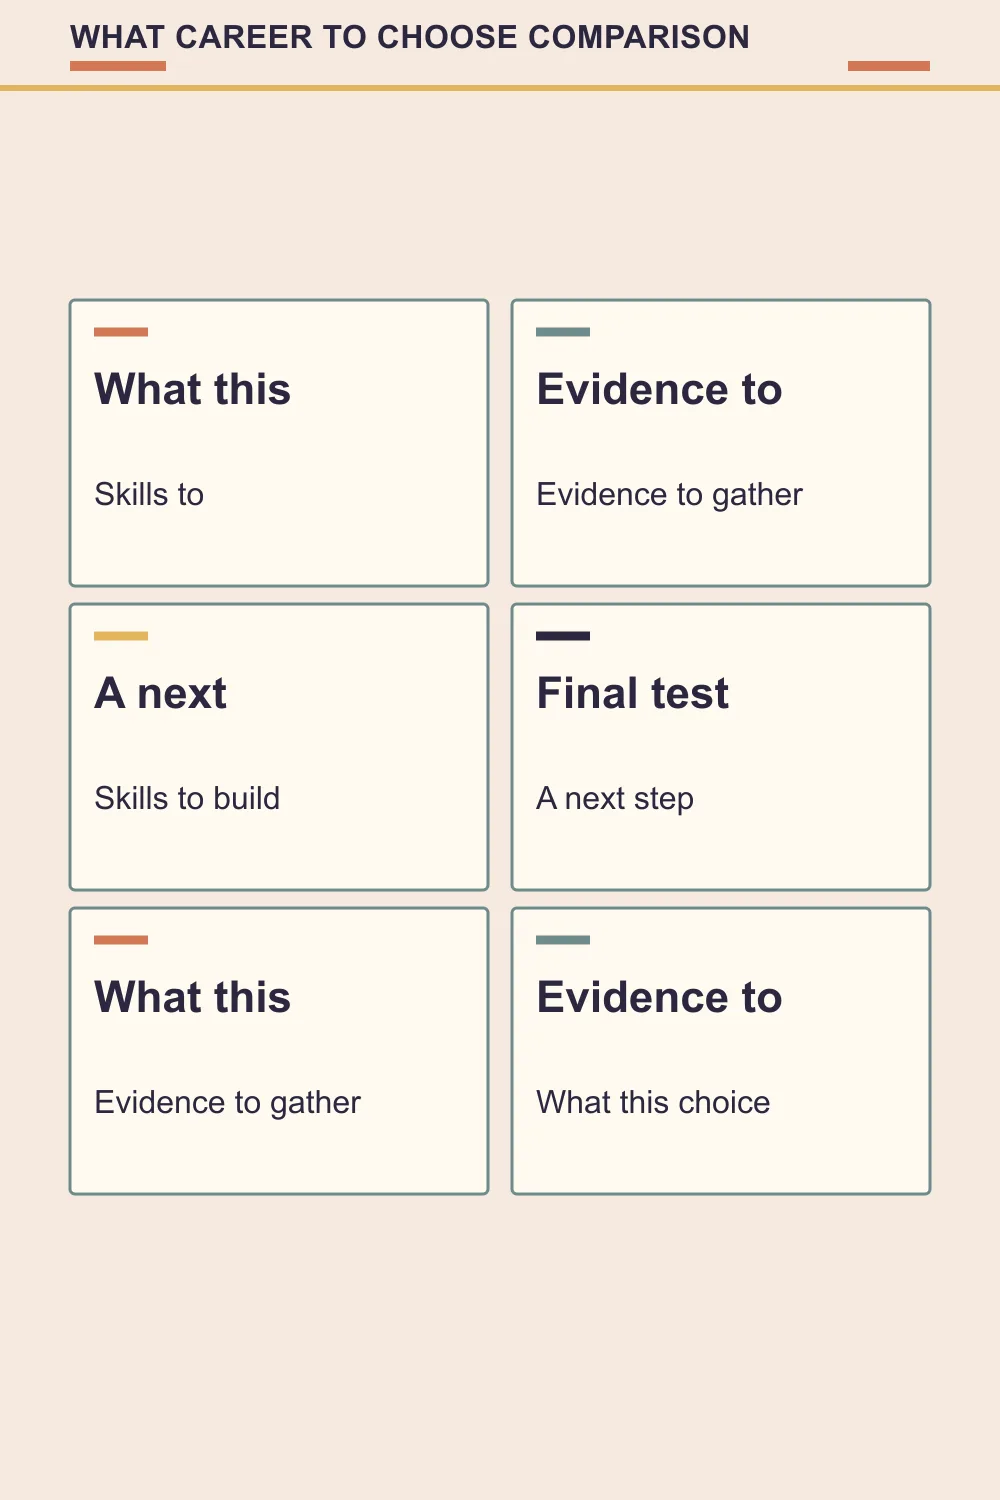 WHAT CAREER TO CHOOSE COMPARISON
What this
Skills to
Evidence to
Evidence to gather
A next
Skills to build
Final test
A next step
What this
Evidence to gather
Evidence to
What this choice